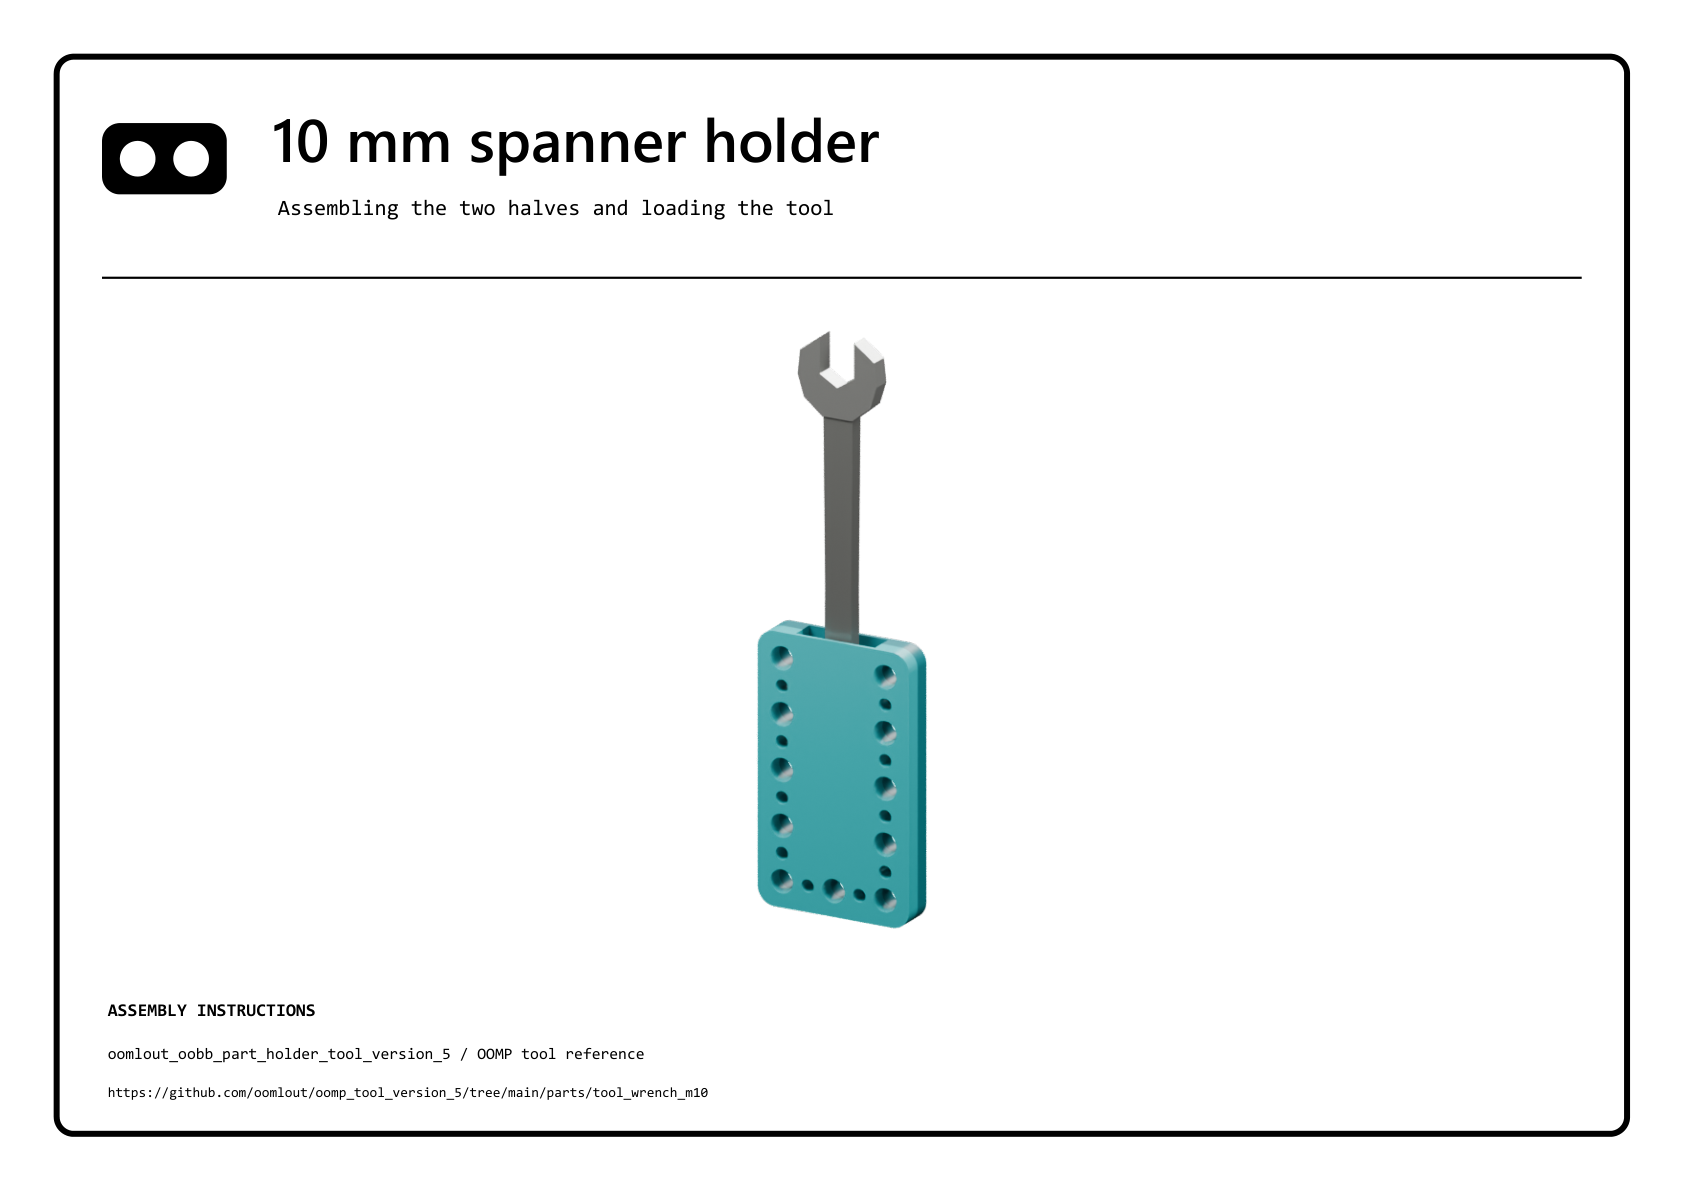 10 mm spanner holder
Assembling the two halves and loading the tool
ASSEMBLY INSTRUCTIONS
oomlout_oobb_part_holder_tool_version_5 / OOMP tool reference
https://github.com/oomlout/oomp_tool_version_5/tree/main/parts/tool_wrench_m10